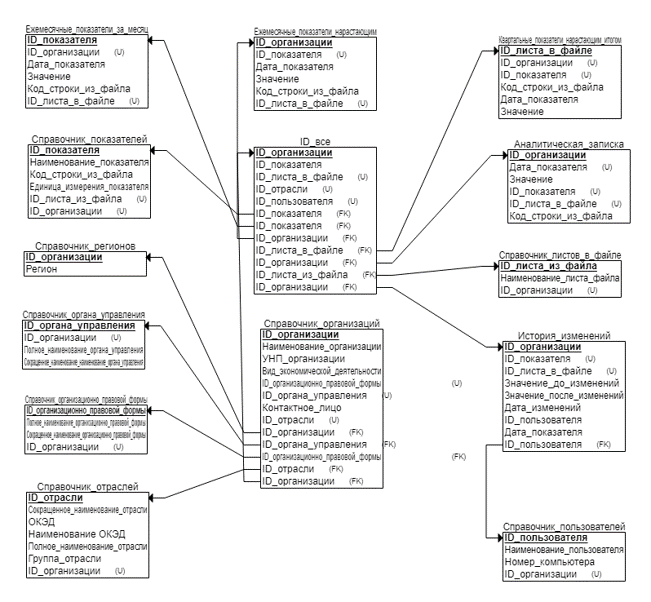 Ежемесячные_показатели_за_месяц
ID_показателя
ID_организации (U)
Дата_показателя
Значение
Код_строки_из_файла
ID_листа_в_файле (U)
Справочник_показателей
ID_показателя
Наименование_показателя
Код_строки_из_файла
Единица_измерения_показателя
ID_листа_из_файла (U)
ID_организации (U)
Справочник_регионов
ID_организации
Регион
Справочник_органа_управления
ID_органа_управления
ID_организации (U)
Полное_наименование_органа_управления
Сокращенное_наименование_органа_управления
Справочник_организационно_правовой_формы
ID_организационно_правовой_формы
Полное_наименование_организационно_правовой_формы
Сокращенное_наименование_организационно_правовой_формы
ID_организации (U)
Справочник_отраслей
ID_отрасли
Сокращенное_наименование_отрасли
ОКЭД
Наименование ОКЭД
Полное_наименование_отрасли
Группа_отрасли
ID_организации (U)
Ежемесячные_показатели_нарастающим
ID_организации
ID_показателя (U)
Дата_показателя
Значение
Код_строки_из_файла
ID_листа_в_файле (U)
ID_все
ID_организации
ID_показателя
ID_листа_в_файле (U)
ID_отрасли (U)
ID_пользователя (U)
ID_показателя (FK)
ID_показателя (FK)
ID_организации (FK)
ID_листа_в_файле (FK)
ID_организации (FK)
ID_листа_из_файла (FK)
ID_организации (FK)
Справочник_организаций
ID_организации
Наименование_организации
УНП_организации
Вид_экономической_деятельности
ID_организационно_правовой_формы (U)
ID_органа_управления (U)
Контактное_лицо
ID_отрасли (U)
ID_организации (FK)
ID_органа_управления (FK)
ID_организационно_правовой_формы (FK)
ID_отрасли (FK)
ID_организации (FK)
Квартальные_показатели_нарастающим_итогом
ID_листа_в_файле
ID_организации (U)
ID_показателя (U)
Код_строки_из_файла
Дата_показателя
Значение
Аналитическая_записка
ID_организации
Дата_показателя (U)
Значение
ID_показателя (U)
ID_листа_в_файле (U)
Код_строки_из_файла
Справочник_листов_в_файле
ID_листа_из_файла
Наименование_листа_файла
ID_организации (U)
История_изменений
ID_организации
ID_показателя (U)
ID_листа_в_файле (U)
Значение_до_изменений
Значение_после_изменений
Дата_изменений
ID_пользователя
Дата_показателя
ID_пользователя (FK)
Справочник_пользователей
ID_пользователя
Наименование_пользователя
Номер_компьютера
ID_организации (U)